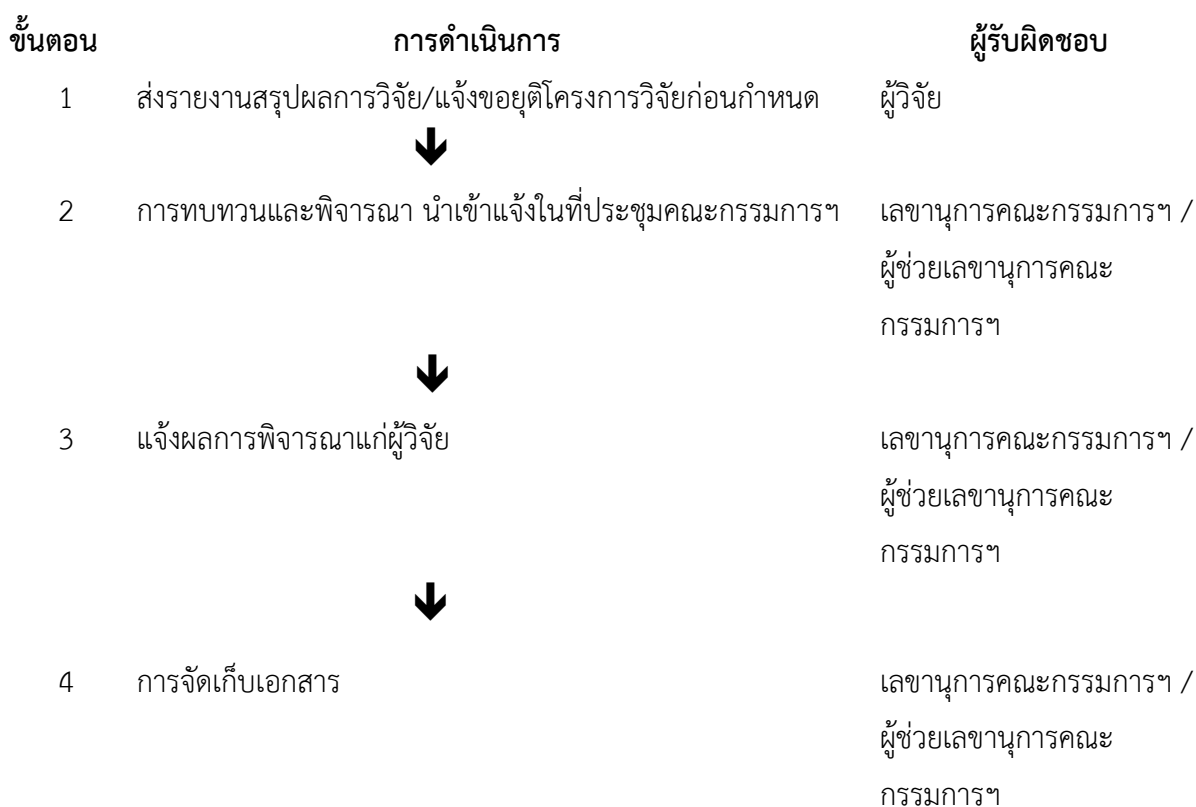 ขั้นตอน การดำเนินการ ผู้รับผิดชอบ
1 ส่งรายงานสรุปผลการวิจัย/แจ้งขอยุติโครงการวิจัยก่อนกำหนด ผู้วิจัย
2 การทบทวนและพิจารณา นำเข้าแจ้งในที่ประชุมคณะกรรมการฯ เลขานุการคณะกรรมการฯ /
ผู้ช่วยเลขานุการคณะ
กรรมการฯ
3 แจ้งผลการพิจารณาแก่ผู้วิจัย เลขานุการคณะกรรมการฯ /
ผู้ช่วยเลขานุการคณะ
กรรมการฯ
4 การจัดเก็บเอกสาร เลขานุการคณะกรรมการฯ /
ผู้ช่วยเลขานุการคณะ
กรรมการฯ